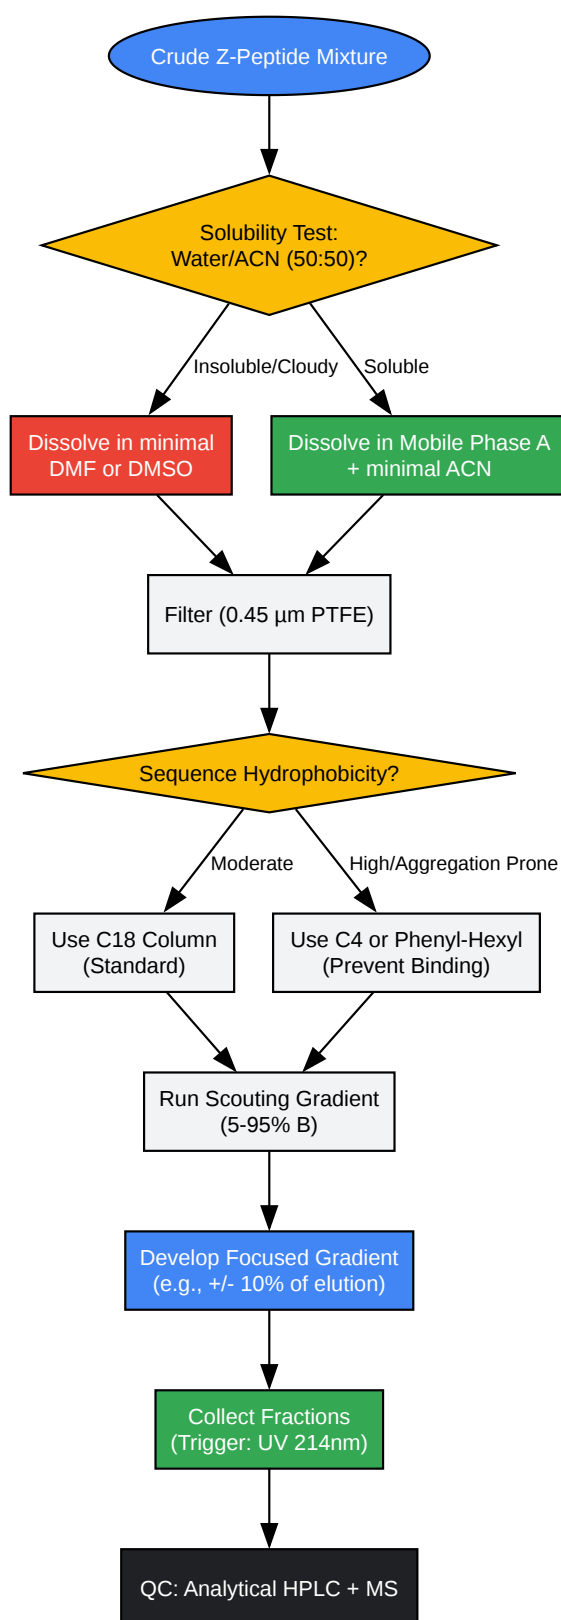 Crude Z-Peptide Mixture
Solubility Test:
Water/ACN (50:50)?
Insoluble/Cloudy
Soluble
Dissolve in minimal
DMF or DMSO
Dissolve in Mobile Phase A
+ minimal ACN
Filter (0.45 µm PTFE)
Sequence Hydrophobicity?
Moderate
High/Aggregation Prone
Use C18 Column
(Standard)
Use C4 or Phenyl-Hexyl
(Prevent Binding)
Run Scouting Gradient
(5-95% B)
Develop Focused Gradient
(e.g., +/- 10% of elution)
Collect Fractions
(Trigger: UV 214nm)
QC: Analytical HPLC + MS